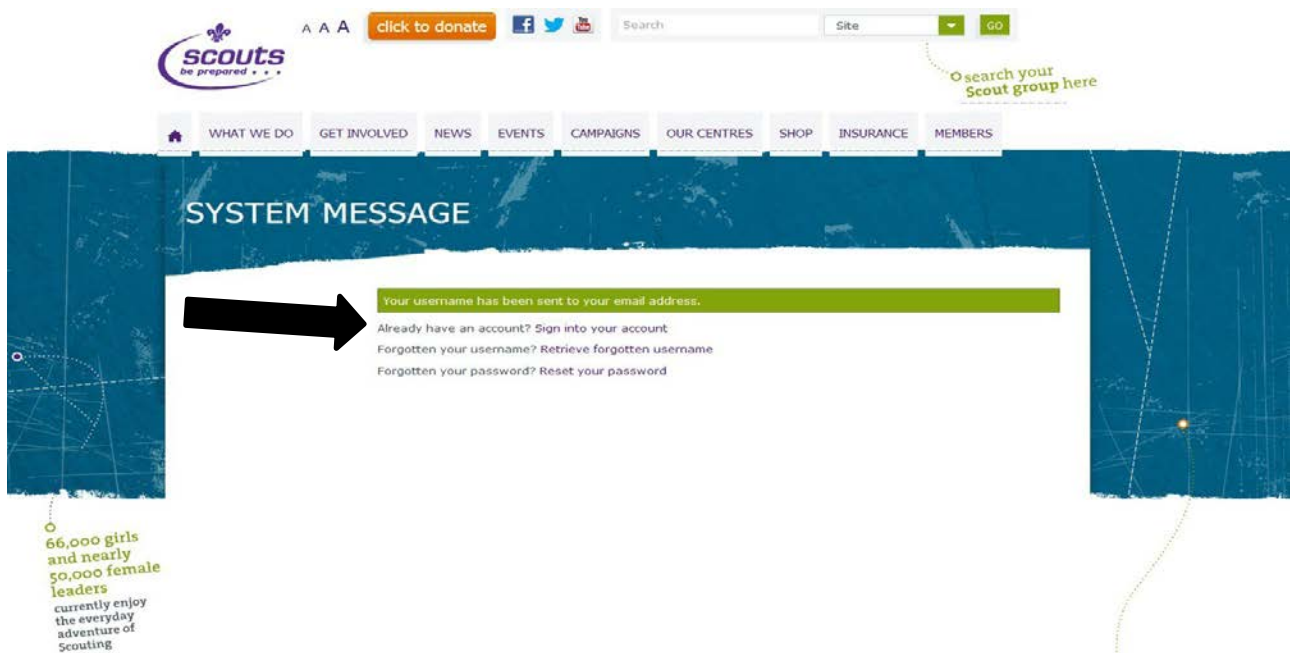 scouts
be prepared . . .
A A A
click to donate
You Tube
Search
Site
GO
search your
Scout group here
WHAT WE DO GET INVOLVED NEWS EVENTS CAMPAIGNS OUR CENTRES SHOP INSURANCE MEMBERS
SYSTEM MESSAGE
Your username has been sent to your email address.
Already have an account? Sign into your account
Forgotten your username? Retrieve forgotten username
Forgotten your password? Reset your password
66,000 girls
and nearly
50,000 female
leaders
currently enjoy
the everyday
adventure of
Scouting